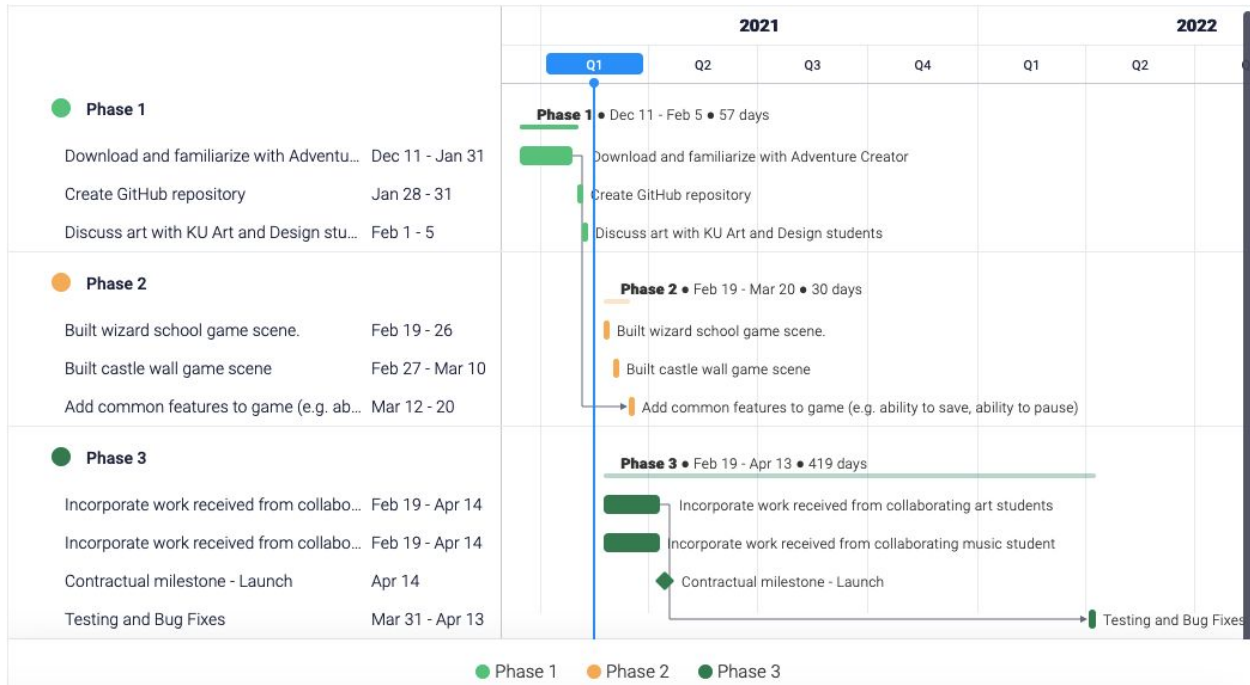 2021 2022
Q1 Q2 Q3 Q4 Q1 Q2
Phase 1
Phase 1 • Dec 11 - Feb 5 • 57 days
Download and familiarize with Adventu... Dec 11 - Jan 31 Download and familiarize with Adventure Creator
Create GitHub repository Jan 28 - 31 Create GitHub repository
Discuss art with KU Art and Design stu... Feb 1 - 5 Discuss art with KU Art and Design students
Phase 2
Phase 2 • Feb 19 - Mar 20 • 30 days
Built wizard school game scene. Feb 19 - 26 Built wizard school game scene.
Built castle wall game scene Feb 27 - Mar 10 Built castle wall game scene
Add common features to game (e.g. ab... Mar 12 - 20 Add common features to game (e.g. ability to save, ability to pause)
Phase 3
Phase 3 • Feb 19 - Apr 13 • 419 days
Incorporate work received from collabo... Feb 19 - Apr 14 Incorporate work received from collaborating art students
Incorporate work received from collabo... Feb 19 - Apr 14 Incorporate work received from collaborating music student
Contractual milestone - Launch Apr 14 Contractual milestone - Launch
Testing and Bug Fixes Mar 31 - Apr 13 Testing and Bug Fixes
Phase 1 Phase 2 Phase 3